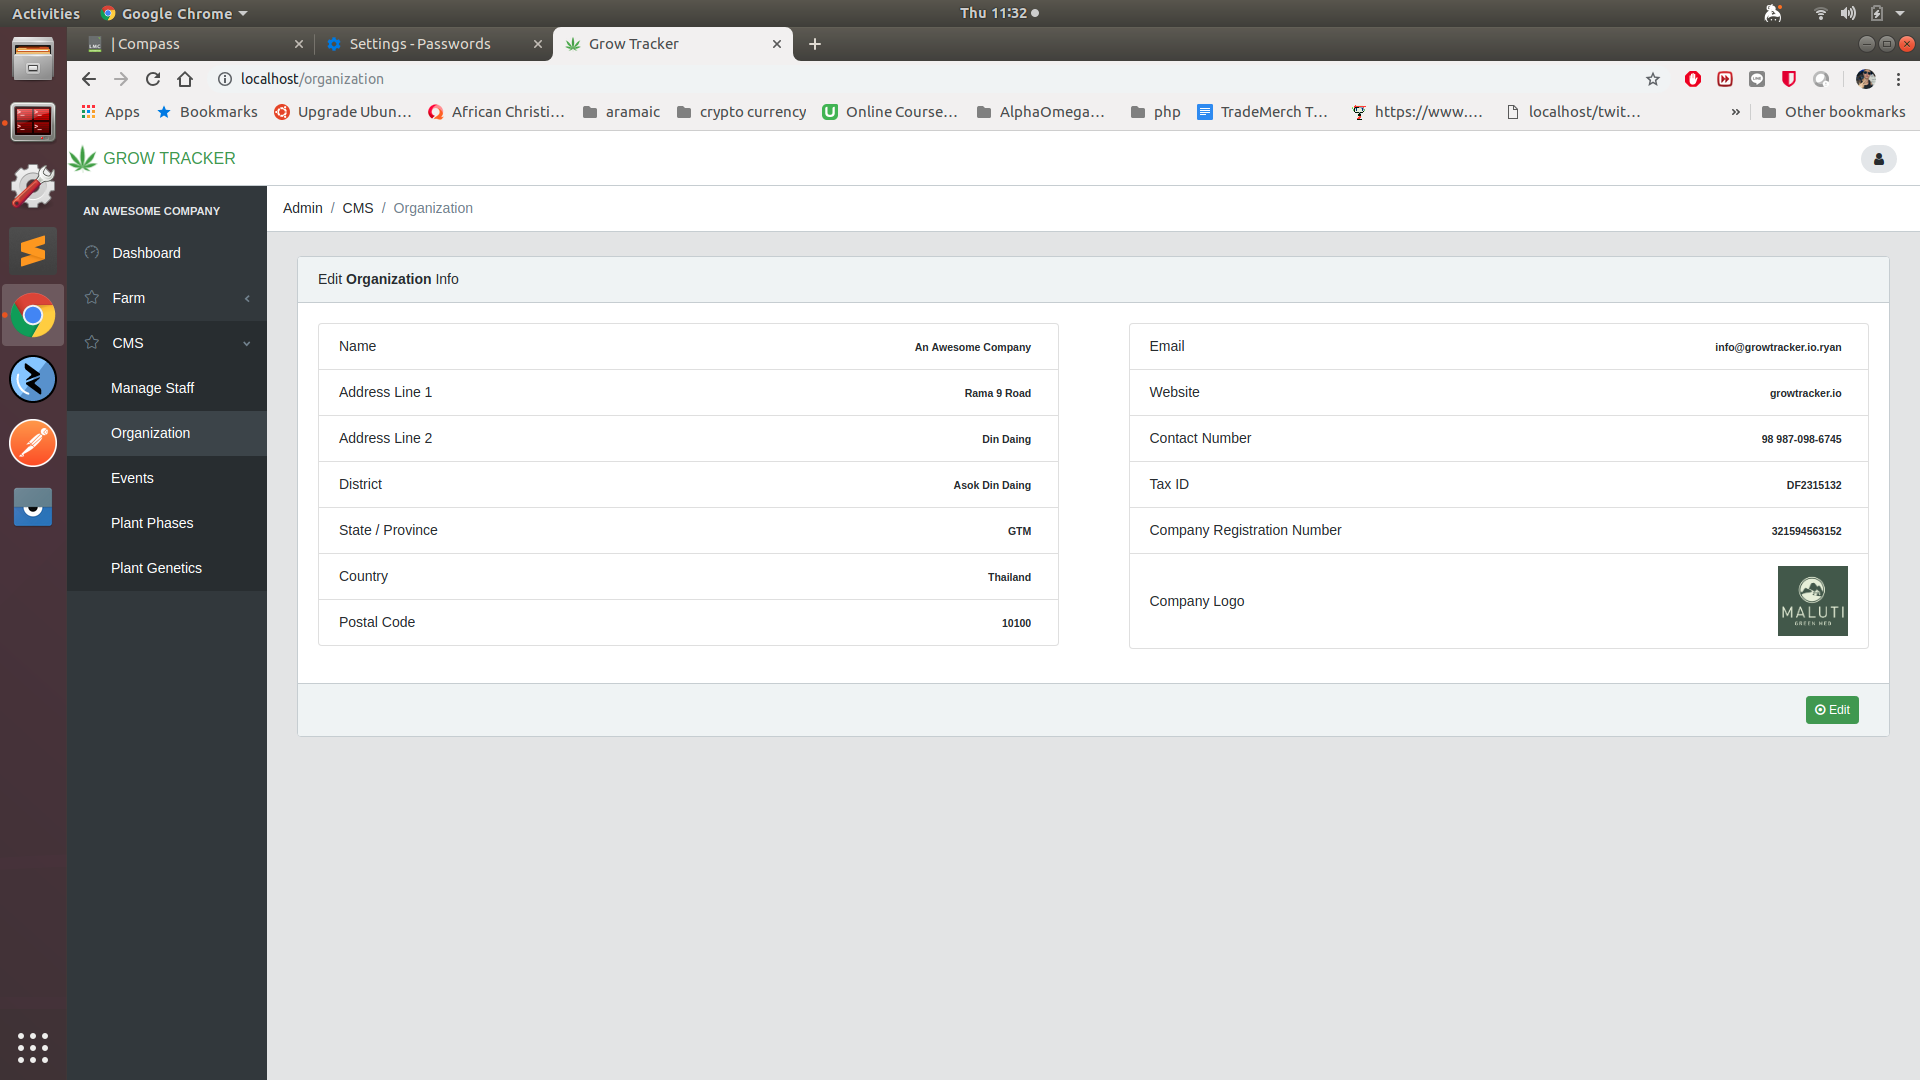 Activities Google Chrome Thu 11:32
| Compass Settings - Passwords Grow Tracker
localhost/organization
Apps Bookmarks Upgrade Ubun... African Christi... aramaic crypto currency Online Course... AlphaOmega... php TradeMerch T... https://www.... localhost/twit... » Other bookmarks
GROW TRACKER
AN AWESOME COMPANY
Dashboard
Farm
CMS
Manage Staff
Organization
Events
Plant Phases
Plant Genetics
Admin / CMS / Organization
Edit Organization Info
Name An Awesome Company
Address Line 1 Rama 9 Road
Address Line 2 Din Daing
District Asok Din Daing
State / Province GTM
Country Thailand
Postal Code 10100
Email info@growtracker.io.ryan
Website growtracker.io
Contact Number 98 987-098-6745
Tax ID DF2315132
Company Registration Number 321594563152
Company Logo
MALUTI
GREEN MED
Edit